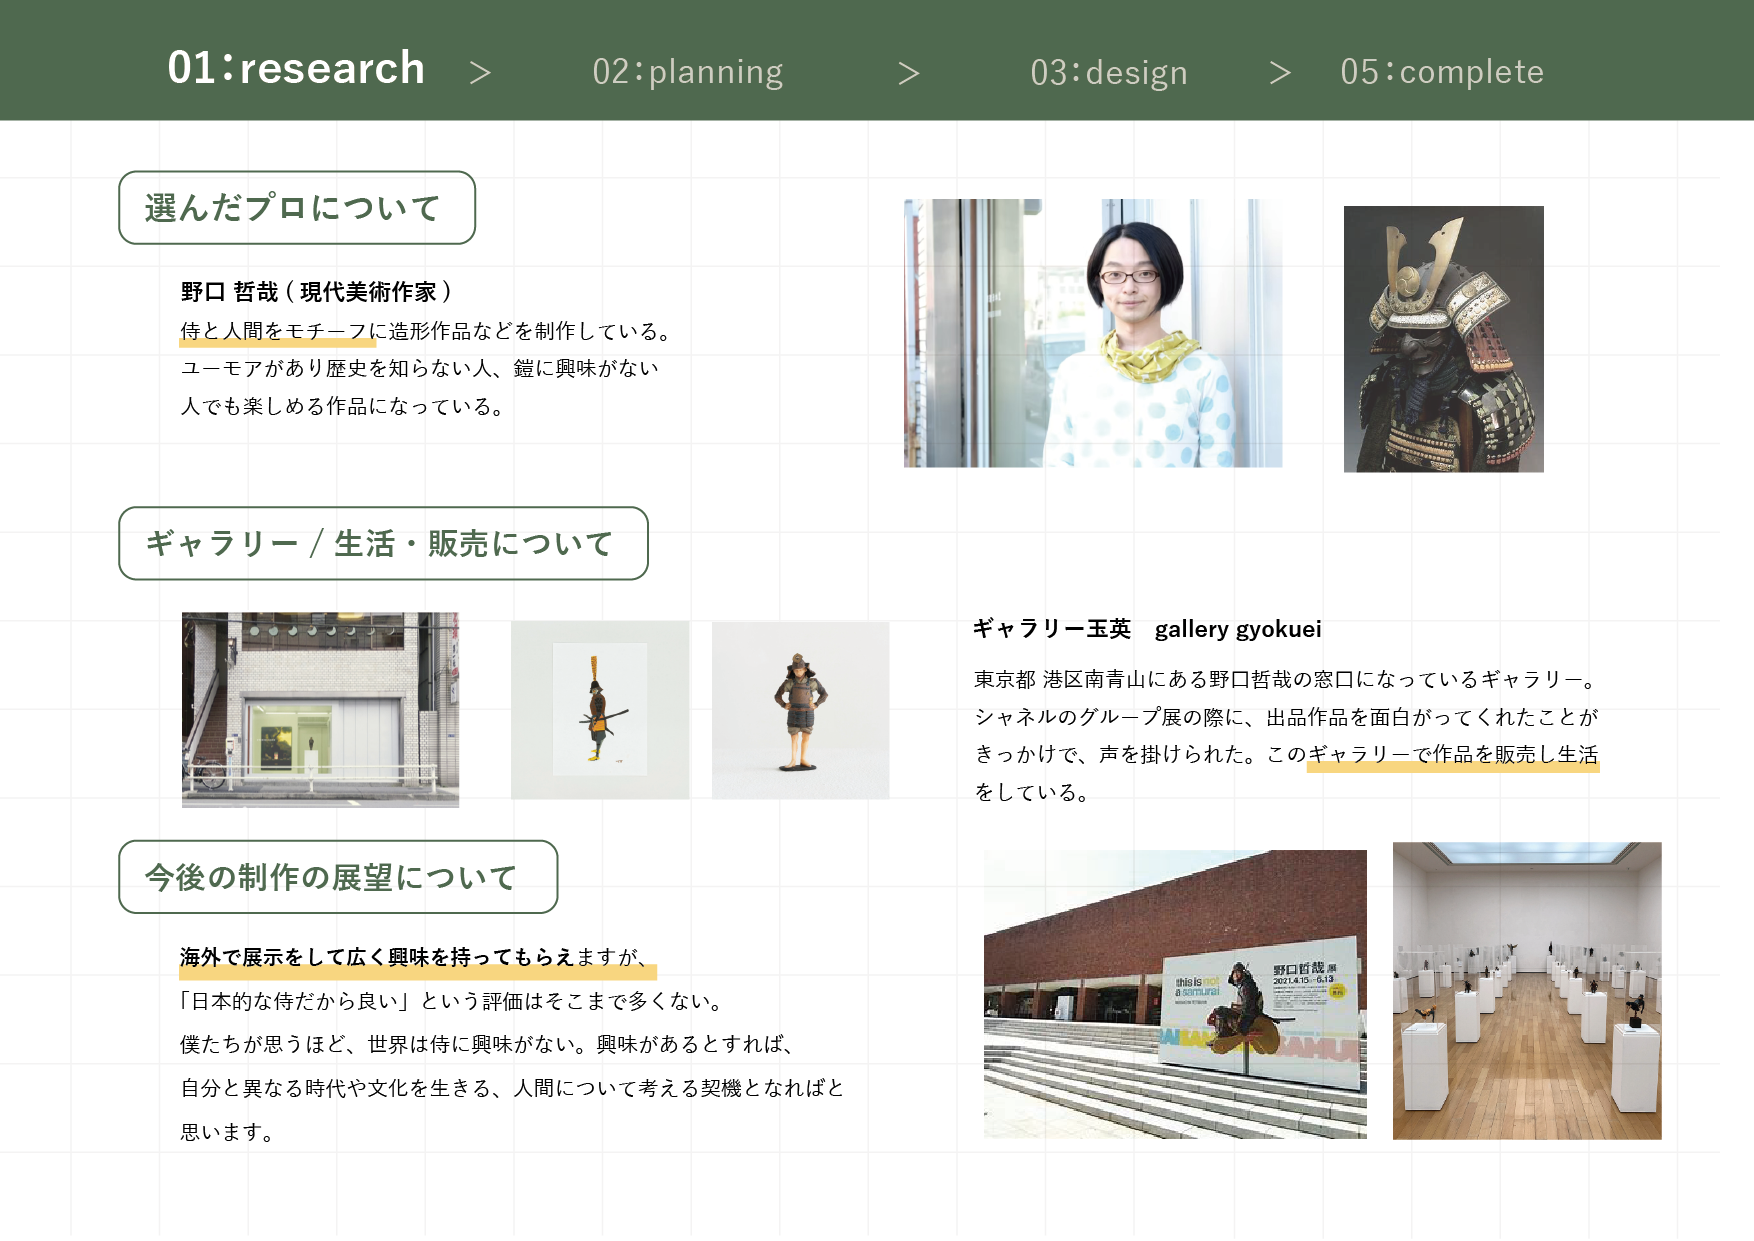 01：research ＞ 02：planning ＞ 03：design ＞ 05：complete
選んだプロについて
野口 哲哉 ( 現代美術作家 )
侍と人間をモチーフに造形作品などを制作している。
ユーモアがあり歴史を知らない人、鎧に興味がない
人でも楽しめる作品になっている。
ギャラリー / 生活・販売について
ギャラリー玉英　gallery gyokuei
東京都 港区南青山にある野口哲哉の窓口になっているギャラリー。
シャネルのグループ展の際に、出品作品を面白がってくれたことが
きっかけで、声を掛けられた。このギャラリーで作品を販売し生活
をしている。
今後の制作の展望について
海外で展示をして広く興味を持ってもらえますが、
「日本的な侍だから良い」という評価はそこまで多くない。
僕たちが思うほど、世界は侍に興味がない。興味があるとすれば、
自分と異なる時代や文化を生きる、人間について考える契機となればと
思います。
this is not
a samurai
野口哲哉 展
2021.4.15―6.13